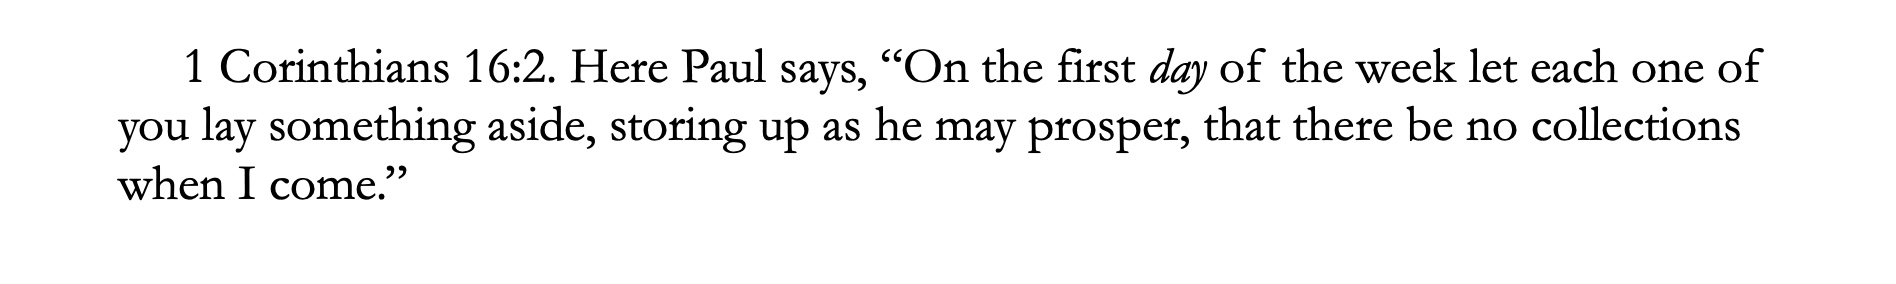 1 Corinthians 16:2. Here Paul says, “On the first day of the week let each one of
you lay something aside, storing up as he may prosper, that there be no collections
when I come.”